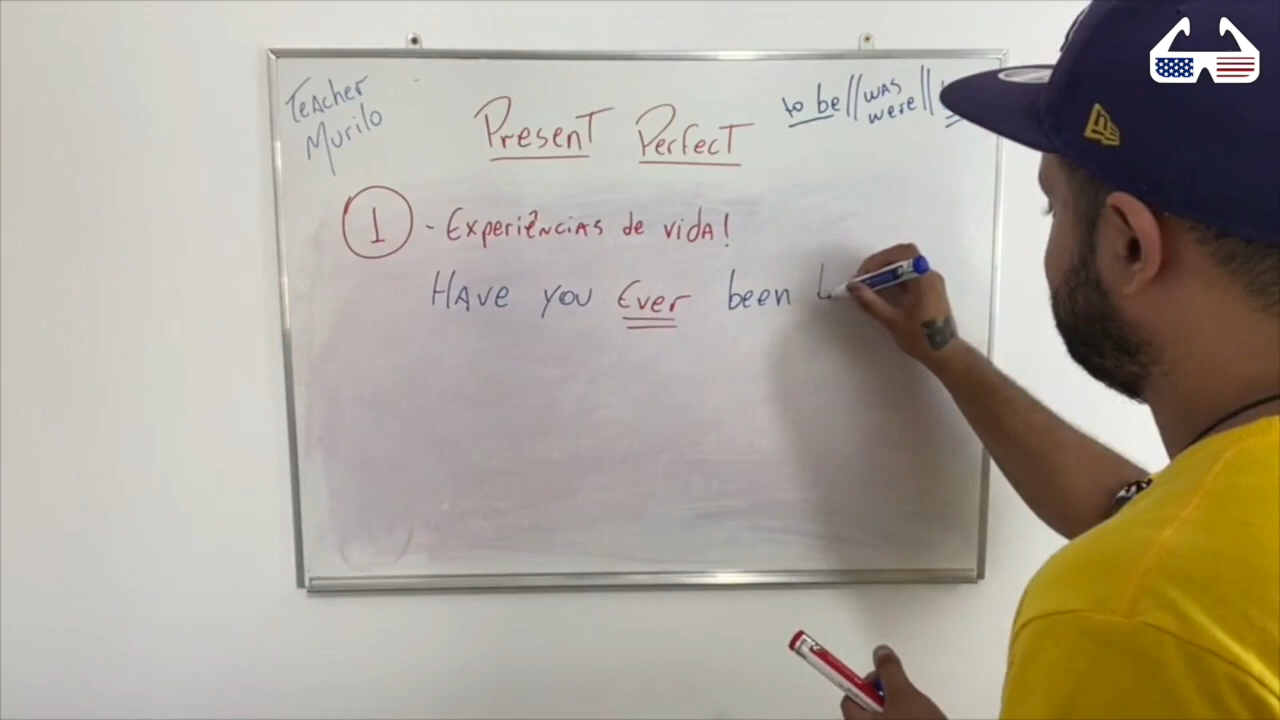 Teacher
Murilo
Present Perfect
to be || was ||
were
1 - Experiências de vida!
Have you Ever been